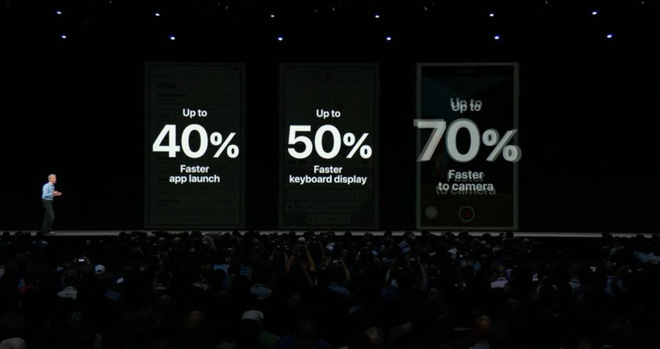 Up to
40%
Faster
app launch
Up to
50%
Faster
keyboard display
Up to
70%
Faster
to camera